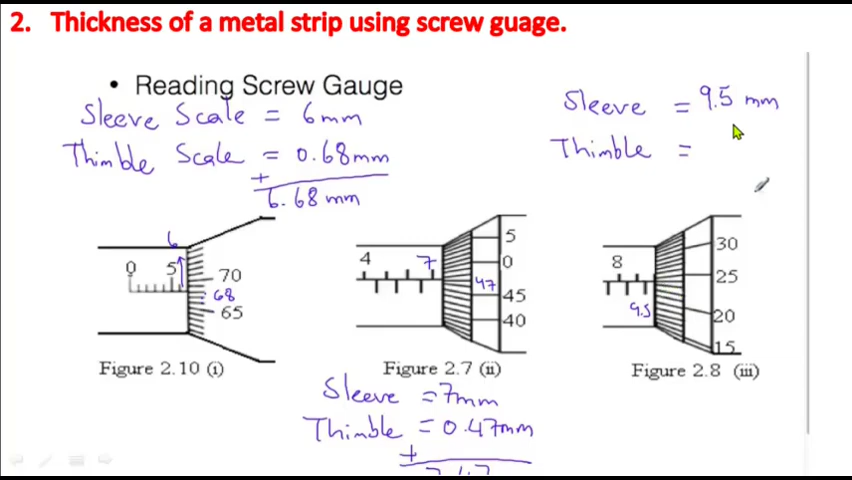 2. Thickness of a metal strip using screw guage.
• Reading Screw Gauge
Sleeve Scale = 6mm
Thimble Scale = 0.68mm
+
6.68mm
Sleeve = 9.5 mm
Thimble =
6
0 5
70
68
65
Figure 2.10 (i)
4 7
5
0
47
45
40
Figure 2.7 (ii)
8
9.5
30
25
20
15
Figure 2.8 (iii)
Sleeve = 7mm
Thimble = 0.47mm
+